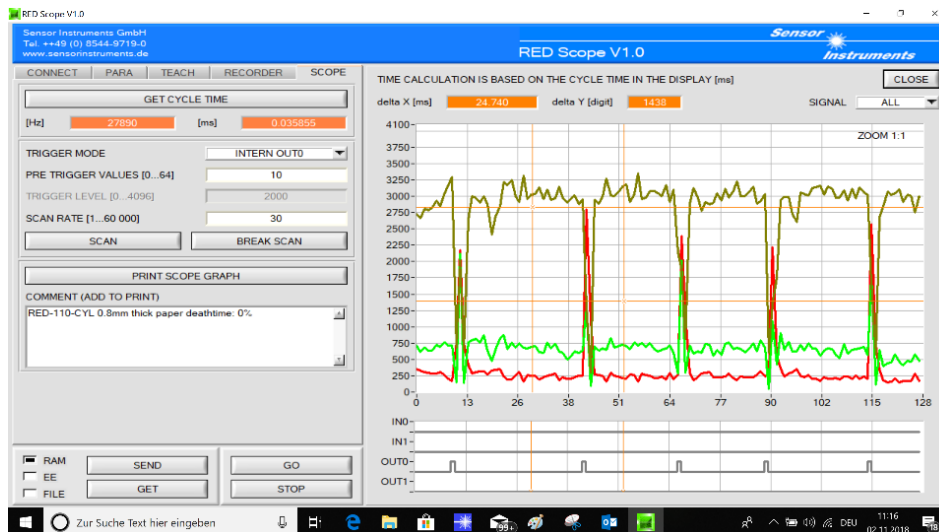 RED Scope V1.0
Sensor Instruments GmbH
Tel. ++49 (0) 8544-9719-0
www.sensorinstruments.de
RED Scope V1.0
Sensor
Instruments
CONNECT PARA TEACH RECORDER SCOPE
GET CYCLE TIME
[Hz] 27890 [ms] 0.035855
TRIGGER MODE INTERN OUT0
PRE TRIGGER VALUES [0...64] 10
TRIGGER LEVEL [0...4096] 2000
SCAN RATE [1...60 000] 30
SCAN BREAK SCAN
PRINT SCOPE GRAPH
COMMENT (ADD TO PRINT)
RED-110-CYL 0.8mm thick paper deathtime: 0%
RAM
EE
FILE
SEND GO
GET STOP
TIME CALCULATION IS BASED ON THE CYCLE TIME IN THE DISPLAY [ms] CLOSE
delta X [ms] 24.740 delta Y [digit] 1438 SIGNAL ALL
ZOOM 1:1
4100
3750
3500
3250
3000
2750
2500
2250
2000
1750
1500
1250
1000
750
500
250
0
0 13 26 38 51 64 77 90 102 115 128
IN0
IN1
OUT0
OUT1
Zur Suche Text hier eingeben
99+
DEU
11:16
02.11.2018
18